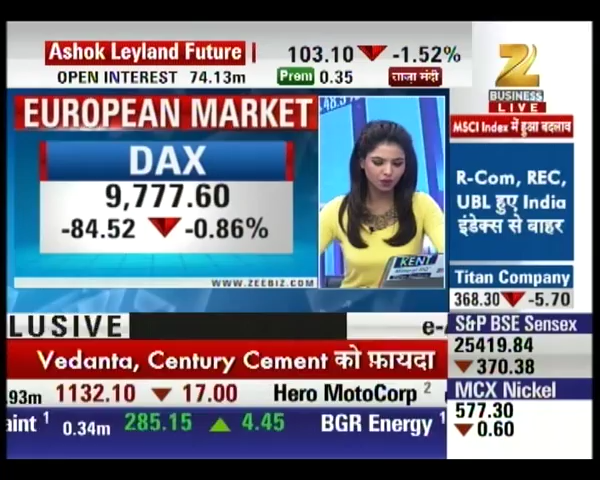 Ashok Leyland Future
103.10 -1.52%
OPEN INTEREST 74.13m
Prem 0.35
ताज़ा मंदी
Z
BUSINESS
LIVE
EUROPEAN MARKET
DAX
9,777.60
-84.52 -0.86%
WWW.ZEEBIZ.COM
KENT
MSCI Index में हुआ बदलाव
R-Com, REC,
UBL हुए India
इंडेक्स से बाहर
Titan Company
368.30 -5.70
S&P BSE Sensex
25419.84
370.38
MCX Nickel
577.30
0.60
LUSIVE
e-
Vedanta, Century Cement को फ़ायदा
.93m 1132.10 17.00 Hero MotoCorp 2
aint 1 0.34m 285.15 4.45 BGR Energy 1